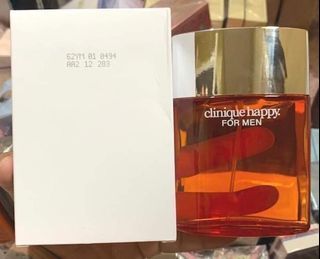 62YM 01 0494
AA2 12 283
clinique happy.
FOR MEN